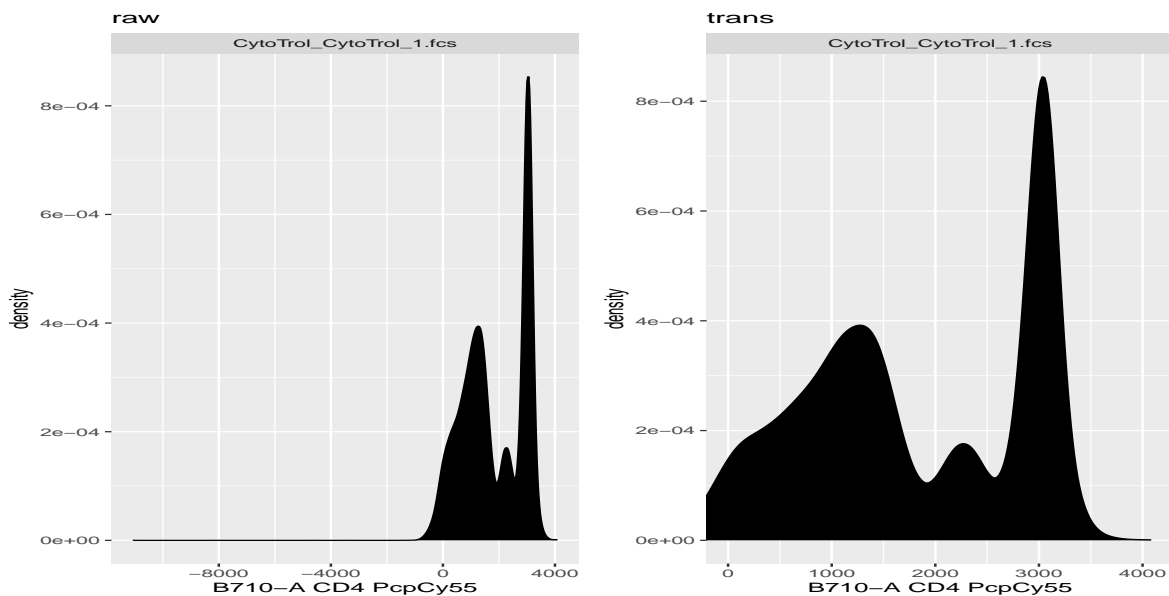 raw
CytoTrol_CytoTrol_1.fcs
8e−04
6e−04
4e−04
2e−04
0e+00
density
−8000
−4000
0
4000
B710−A CD4 PcpCy55
trans
CytoTrol_CytoTrol_1.fcs
8e−04
6e−04
4e−04
2e−04
0e+00
density
0
1000
2000
3000
4000
B710−A CD4 PcpCy55